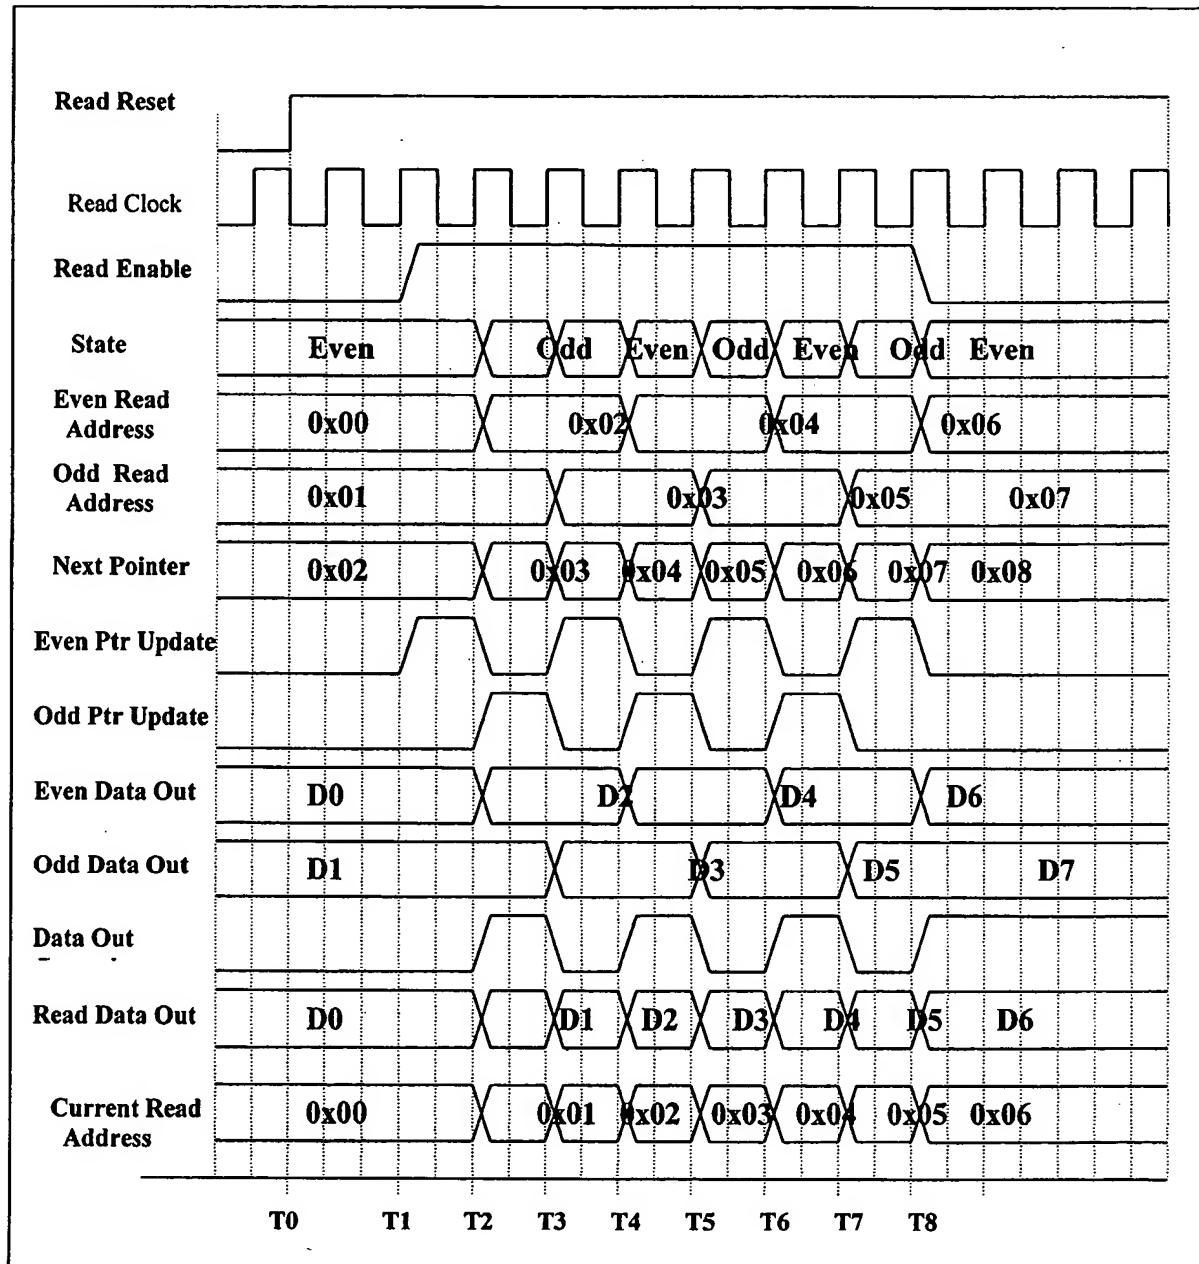 Read Reset
Read Clock
Read Enable
State Even Odd Even Odd Even Odd Even
Even Read
Address 0x00 0x02 0x04 0x06
Odd Read
Address 0x01 0x03 0x05 0x07
Next Pointer 0x02 0x03 0x04 0x05 0x06 0x07 0x08
Even Ptr Update
Odd Ptr Update
Even Data Out D0 D2 D4 D6
Odd Data Out D1 D3 D5 D7
Data Out
Read Data Out D0 D1 D2 D3 D4 D5 D6
Current Read
Address 0x00 0x01 0x02 0x03 0x04 0x05 0x06
T0 T1 T2 T3 T4 T5 T6 T7 T8